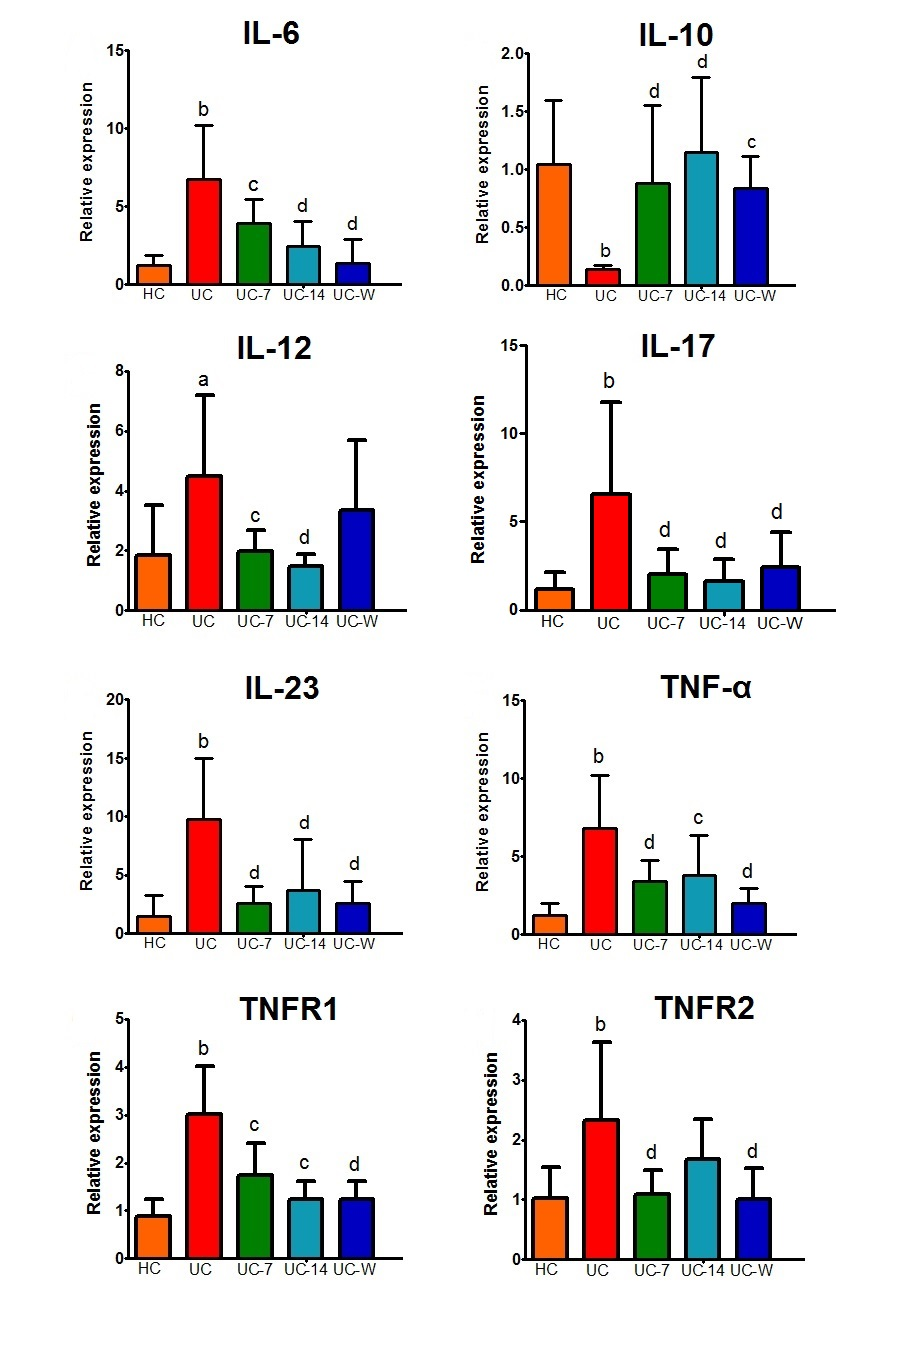 IL-6
Relative expression
15
10
5
0
b
c
d
d
HC UC UC-7 UC-14 UC-W
IL-10
Relative expression
2.0
1.5
1.0
0.5
0.0
b
d
d
c
HC UC UC-7 UC-14 UC-W
IL-12
Relative expression
8
6
4
2
0
a
c
d
HC UC UC-7 UC-14 UC-W
IL-17
Relative expression
15
10
5
0
b
d
d
d
HC UC UC-7 UC-14 UC-W
IL-23
Relative expression
20
15
10
5
0
b
d
d
d
HC UC UC-7 UC-14 UC-W
TNF-α
Relative expression
15
10
5
0
b
d
c
d
HC UC UC-7 UC-14 UC-W
TNFR1
Relative expression
5
4
3
2
1
0
b
c
c
d
HC UC UC-7 UC-14 UC-W
TNFR2
Relative expression
4
3
2
1
0
b
d
d
HC UC UC-7 UC-14 UC-W